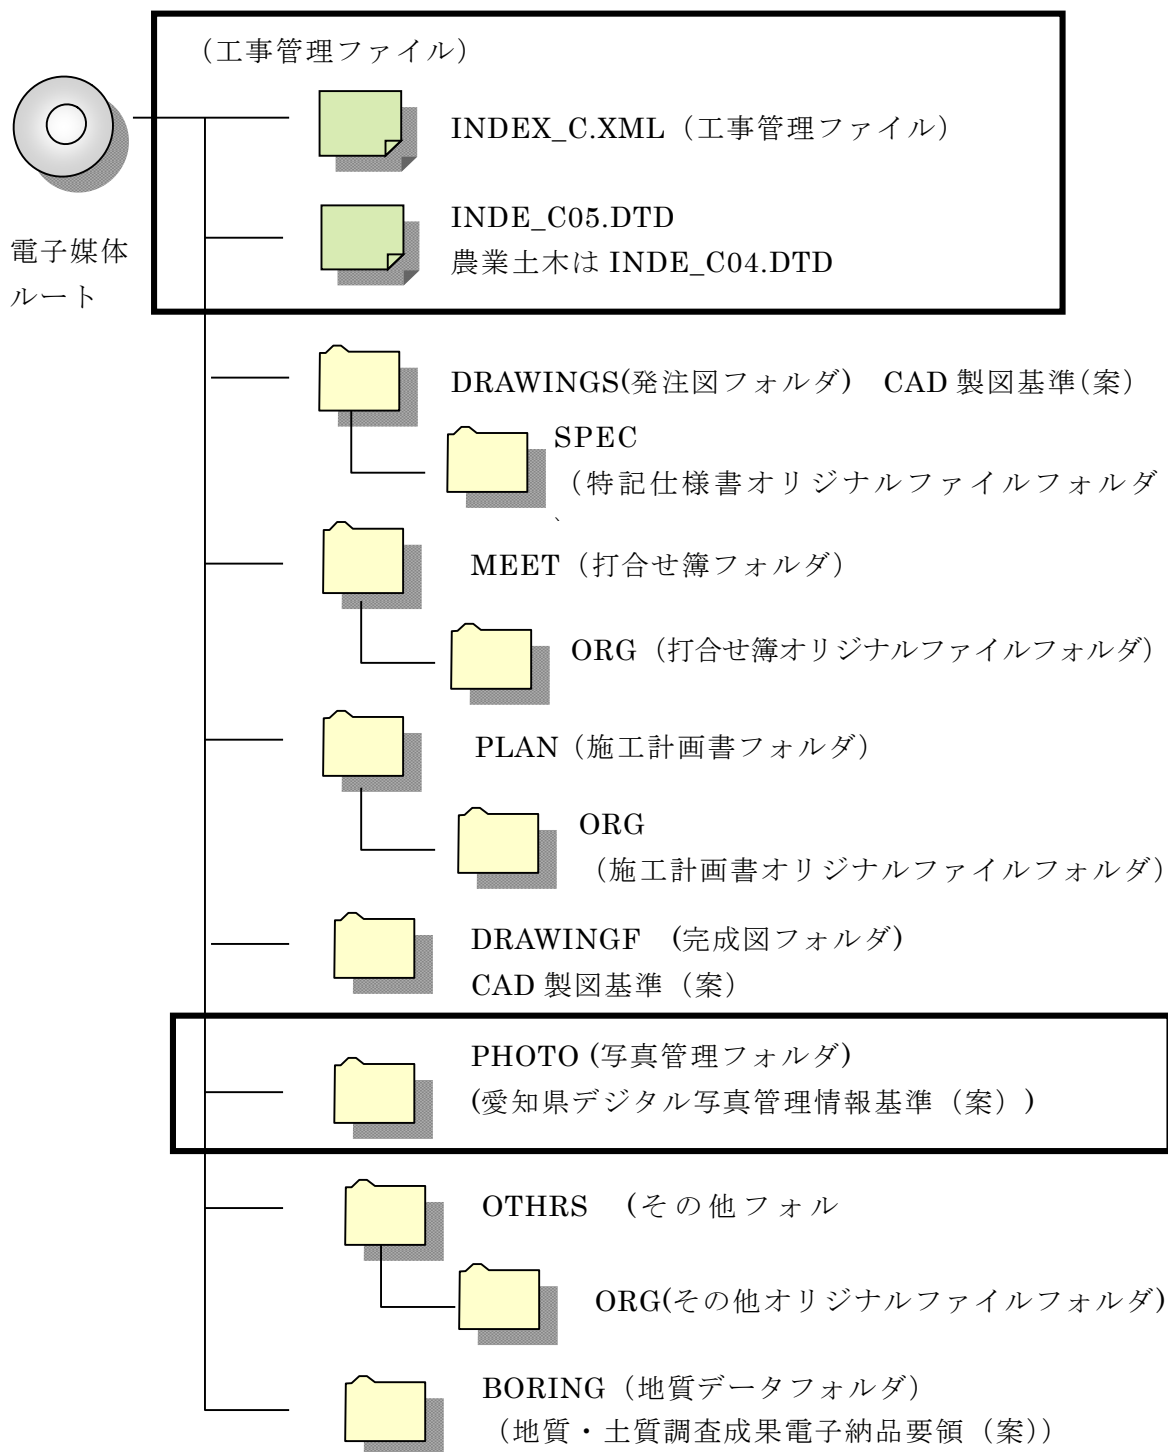 （工事管理ファイル）
INDEX_C.XML（工事管理ファイル）
INDE_C05.DTD
農業土木は INDE_C04.DTD
電子媒体
ルート
DRAWINGS(発注図フォルダ)　CAD 製図基準（案）
SPEC
（特記仕様書オリジナルファイルフォルダ
MEET（打合せ簿フォルダ）
ORG（打合せ簿オリジナルファイルフォルダ）
PLAN（施工計画書フォルダ）
ORG
（施工計画書オリジナルファイルフォルダ）
DRAWINGF　(完成図フォルダ)
CAD 製図基準（案）
PHOTO (写真管理フォルダ)
(愛知県デジタル写真管理情報基準（案）)
OTHRS　(その他フォル
ORG(その他オリジナルファイルフォルダ)
BORING（地質データフォルダ）
（地質・土質調査成果電子納品要領（案））